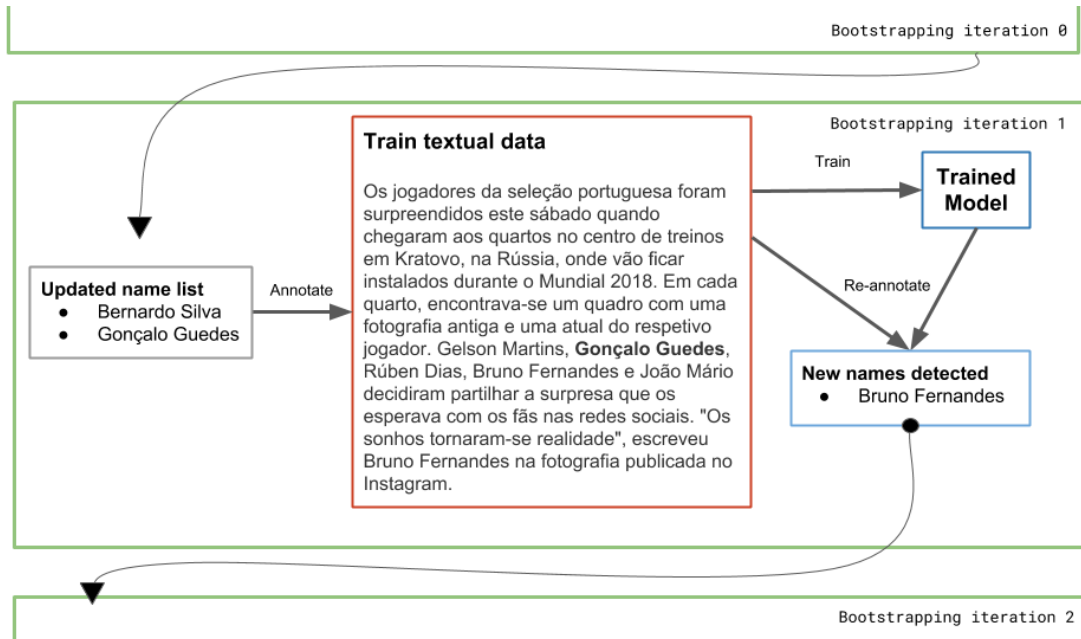 Bootstrapping iteration 0
Bootstrapping iteration 1
Updated name list
● Bernardo Silva
● Gonçalo Guedes
Annotate
Train textual data
Os jogadores da seleção portuguesa foram
surpreendidos este sábado quando
chegaram aos quartos no centro de treinos
em Kratovo, na Rússia, onde vão ficar
instalados durante o Mundial 2018. Em cada
quarto, encontrava-se um quadro com uma
fotografia antiga e uma atual do respetivo
jogador. Gelson Martins, Gonçalo Guedes,
Rúben Dias, Bruno Fernandes e João Mário
decidiram partilhar a surpresa que os
esperava com os fãs nas redes sociais. "Os
sonhos tornaram-se realidade", escreveu
Bruno Fernandes na fotografia publicada no
Instagram.
Train
Trained
Model
Re-annotate
New names detected
● Bruno Fernandes
Bootstrapping iteration 2